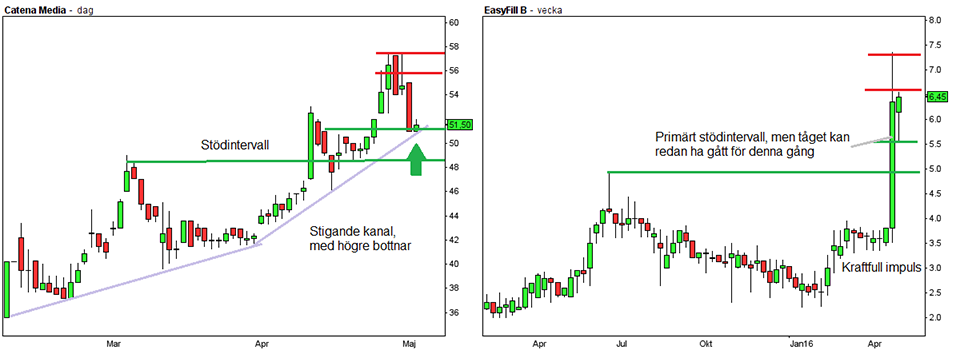 Catena Media - dag
60
58
56
54
51,50
50
48
46
44
42
40
38
36
Stödintervall
Stigande kanal,
med högre bottnar
Mar
Apr
Maj
EasyFill B - vecka
8.0
7.5
7.0
6,45
6.0
5.5
5.0
4.5
4.0
3.5
3.0
2.5
2.0
Primärt stödintervall, men tåget kan
redan ha gått för denna gång
Kraftfull impuls
Apr
Jul
Okt
Jan16
Apr